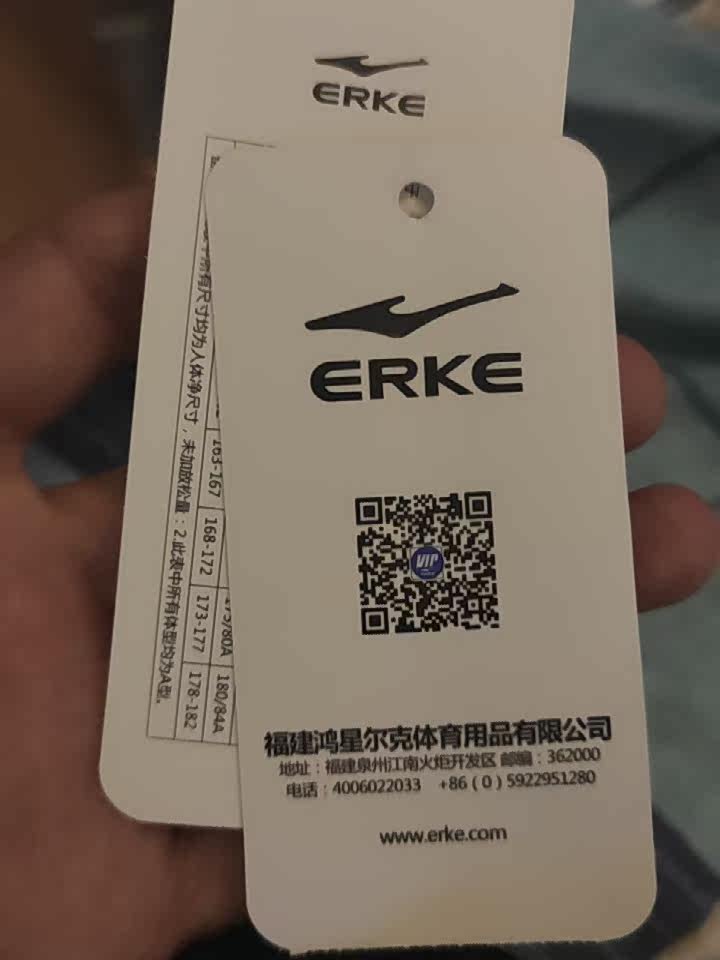 ERKE
所有尺寸均为人体净尺寸，未加放松量；2.此表中所有体型均为A型。
163-167
168-172
173-177
178-182
175/80A
180/84A
ERKE
VIP
福建鸿星尔克体育用品有限公司
地址：福建泉州江南火炬开发区 邮编：362000
电话：4006022033 +86(0)5922951280
www.erke.com